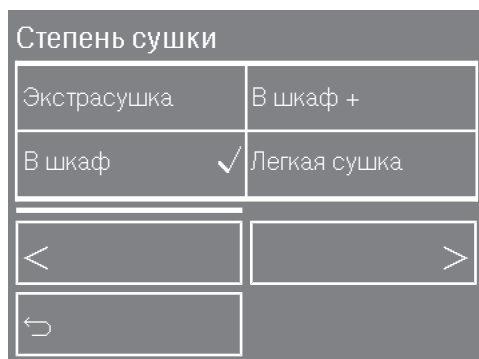 Степень сушки
Экстрасушка
В шкаф +
В шкаф ✓
Легкая сушка
<
>